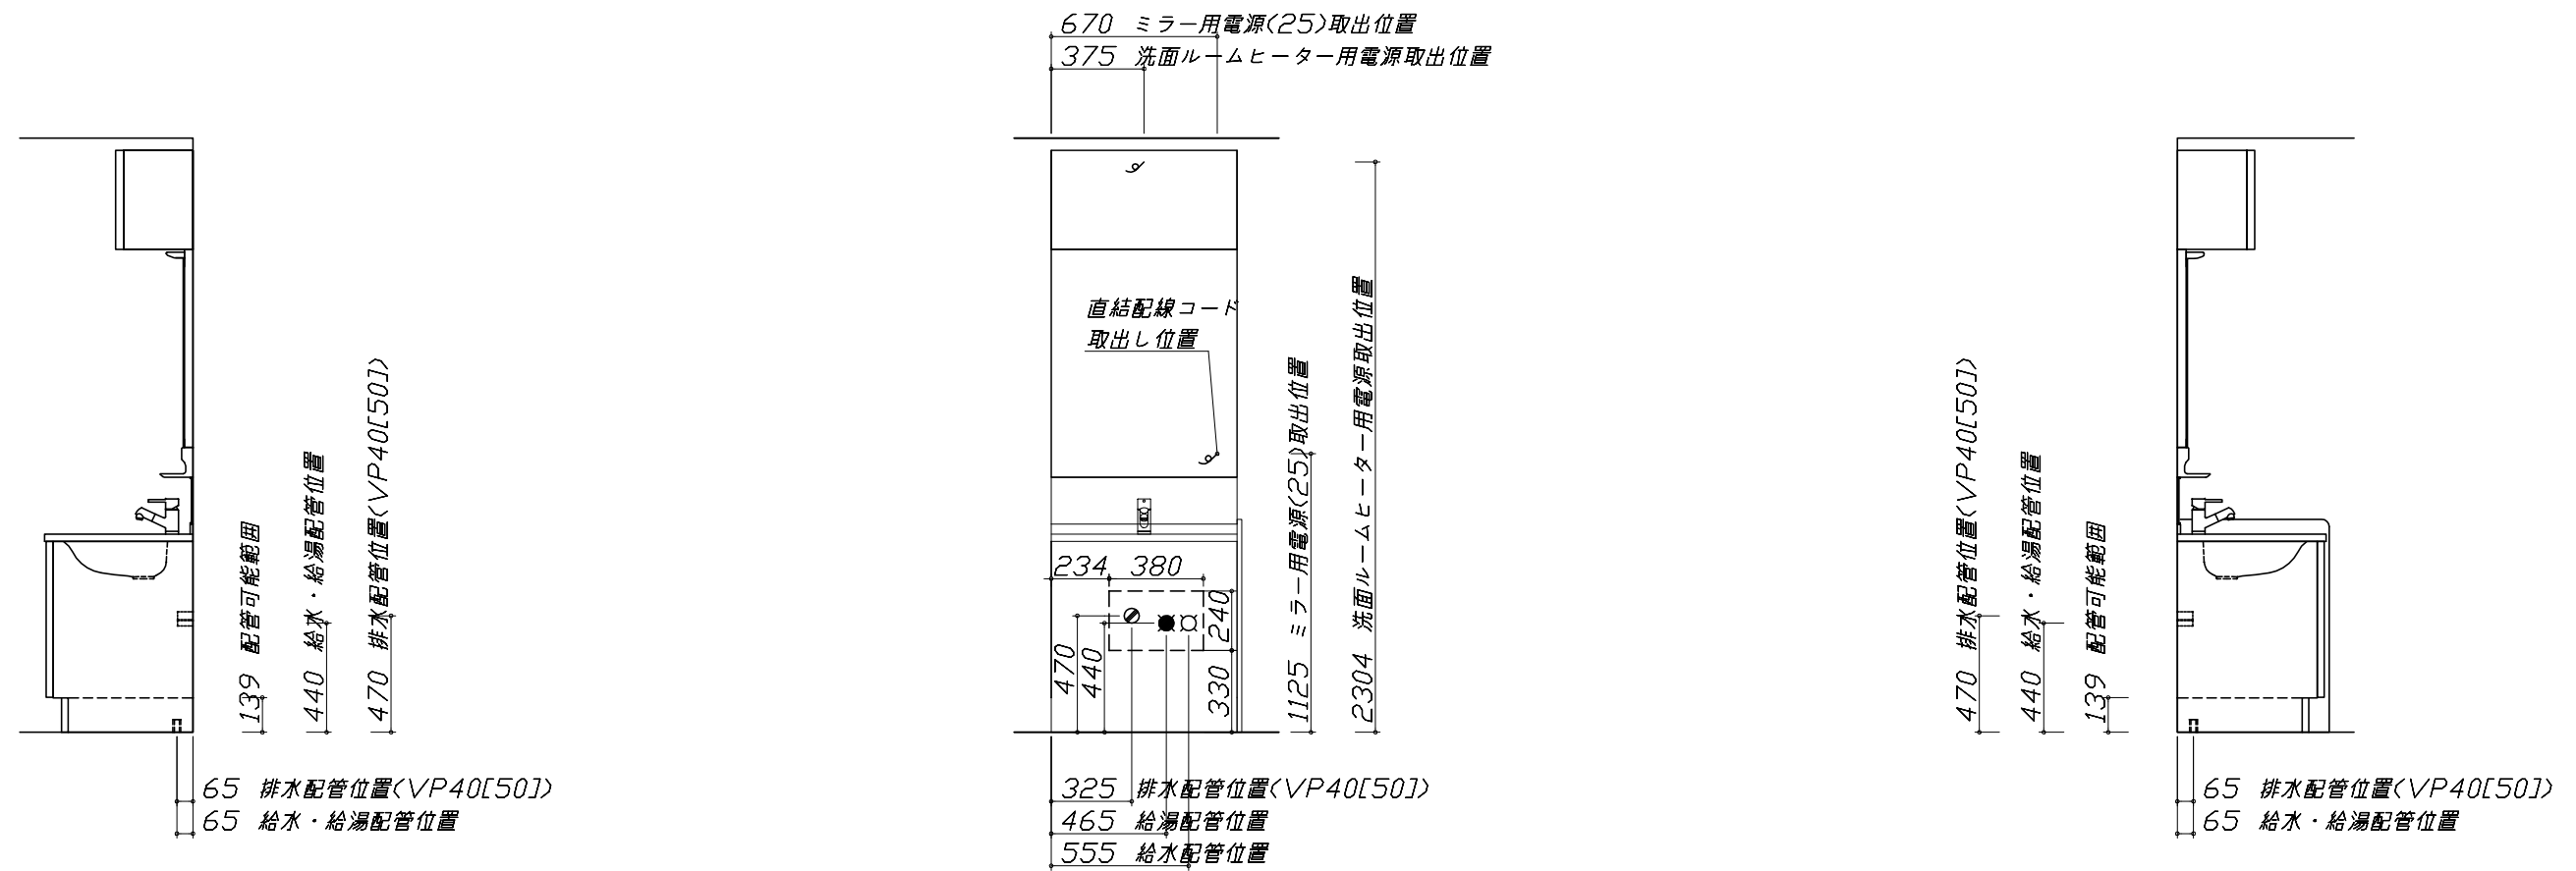 670 ミラー用電源(25)取出位置
375 洗面ルームヒーター用電源取出位置
直結配線コード
取出し位置
139 配管可能範囲
440 給水・給湯配管位置
470 排水配管位置(VP40[50])
65 排水配管位置(VP40[50])
65 給水・給湯配管位置
234 380
240
330
470
440
1125 ミラー用電源(25)取出位置
2304 洗面ルームヒーター用電源取出位置
325 排水配管位置(VP40[50])
465 給湯配管位置
555 給水配管位置
470 排水配管位置(VP40[50])
440 給水・給湯配管位置
139 配管可能範囲
65 排水配管位置(VP40[50])
65 給水・給湯配管位置